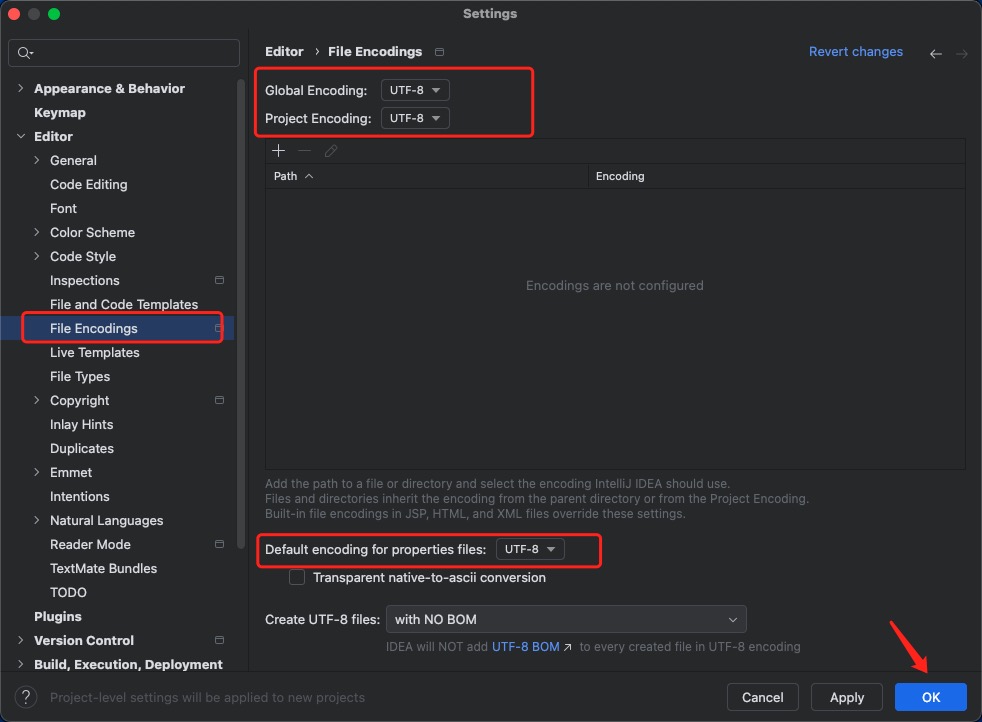 Settings
Editor › File Encodings
Revert changes
Appearance & Behavior
Keymap
Editor
General
Code Editing
Font
Color Scheme
Code Style
Inspections
File and Code Templates
File Encodings
Live Templates
File Types
Copyright
Inlay Hints
Duplicates
Emmet
Intentions
Natural Languages
Reader Mode
TextMate Bundles
TODO
Plugins
Version Control
Build, Execution, Deployment
Global Encoding: UTF-8
Project Encoding: UTF-8
Path Encoding
Encodings are not configured
Add the path to a file or directory and select the encoding IntelliJ IDEA should use.
Files and directories inherit the encoding from the parent directory or from the Project Encoding.
Built-in file encodings in JSP, HTML, and XML files override these settings.
Default encoding for properties files: UTF-8
Transparent native-to-ascii conversion
Create UTF-8 files: with NO BOM
IDEA will NOT add UTF-8 BOM ↗ to every created file in UTF-8 encoding
? Project-level settings will be applied to new projects
Cancel Apply OK